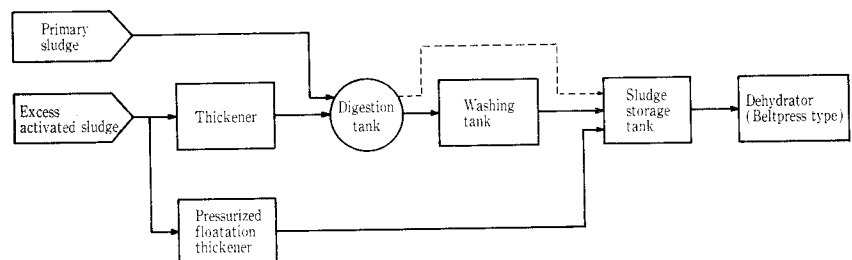 Primary
sludge
Excess
activated sludge
Thickener
Pressurized
floatation
thickener
Digestion
tank
Washing
tank
Sludge
storage
tank
Dehydrator
(Beltpress type)